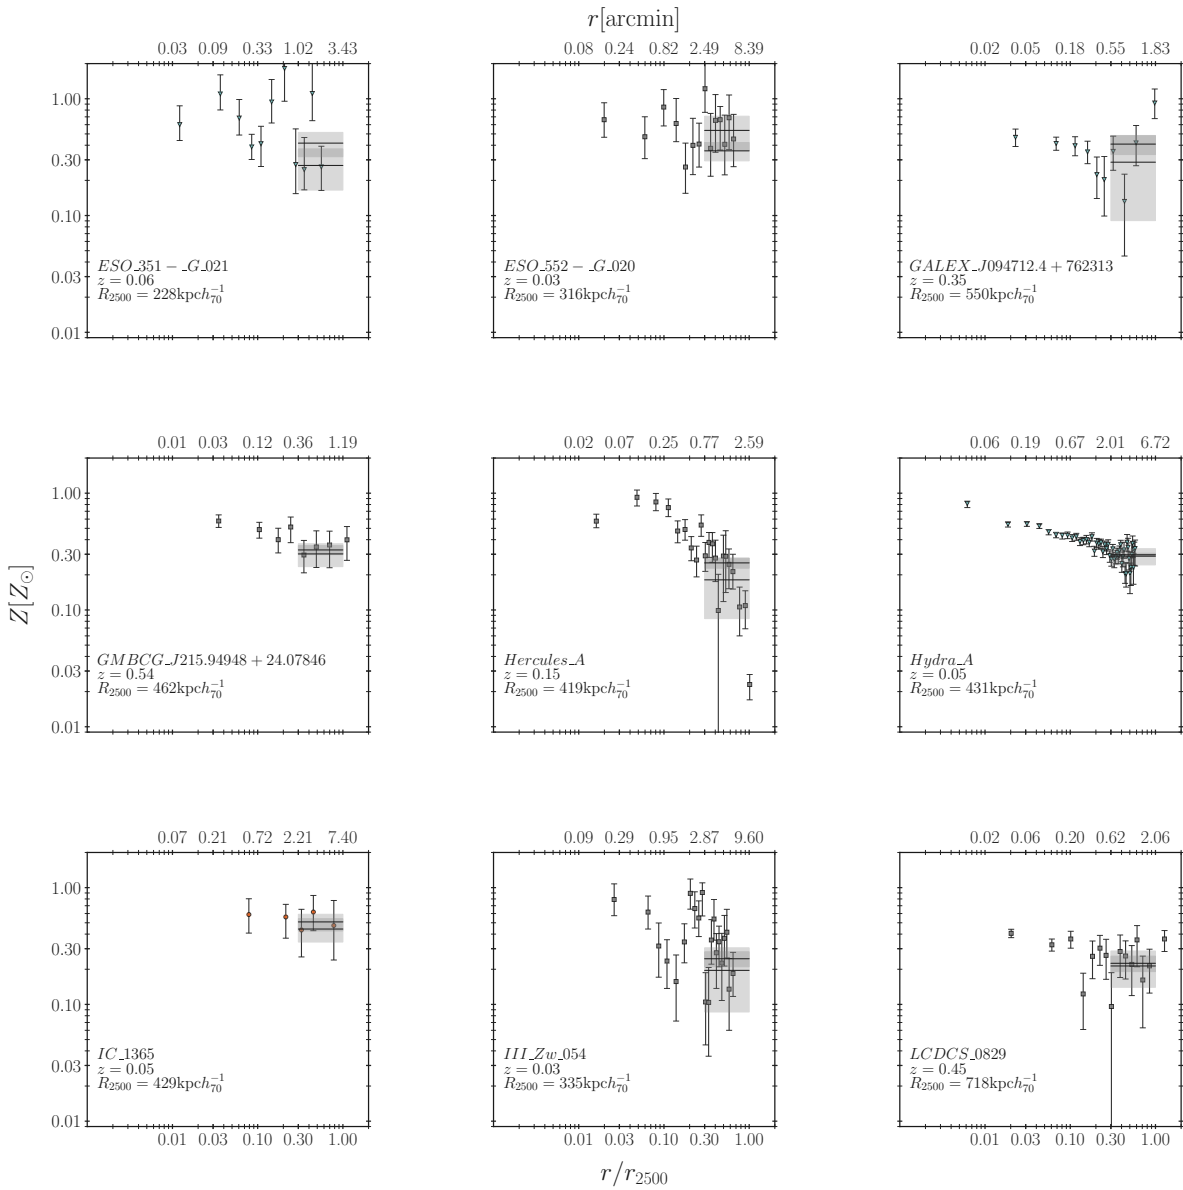 r[arcmin]
0.03 0.09 0.33 1.02 3.43
0.08 0.24 0.82 2.49 8.39
0.02 0.05 0.18 0.55 1.83
1.00
0.30
0.10
0.03
0.01
ESO_351 − _G_021
z = 0.06
R2500 = 228kpch70^−1
ESO_552 − _G_020
z = 0.03
R2500 = 316kpch70^−1
GALEX_J094712.4 + 762313
z = 0.35
R2500 = 550kpch70^−1
0.01 0.03 0.12 0.36 1.19
0.02 0.07 0.25 0.77 2.59
0.06 0.19 0.67 2.01 6.72
Z[Z⊙]
1.00
0.30
0.10
0.03
0.01
GMBCG_J215.94948 + 24.07846
z = 0.54
R2500 = 462kpch70^−1
Hercules_A
z = 0.15
R2500 = 419kpch70^−1
Hydra_A
z = 0.05
R2500 = 431kpch70^−1
0.07 0.21 0.72 2.21 7.40
0.09 0.29 0.95 2.87 9.60
0.02 0.06 0.20 0.62 2.06
1.00
0.30
0.10
0.03
0.01
IC_1365
z = 0.05
R2500 = 429kpch70^−1
III_Zw_054
z = 0.03
R2500 = 335kpch70^−1
LCDCS_0829
z = 0.45
R2500 = 718kpch70^−1
0.01 0.03 0.10 0.30 1.00
0.01 0.03 0.10 0.30 1.00
0.01 0.03 0.10 0.30 1.00
r/r2500